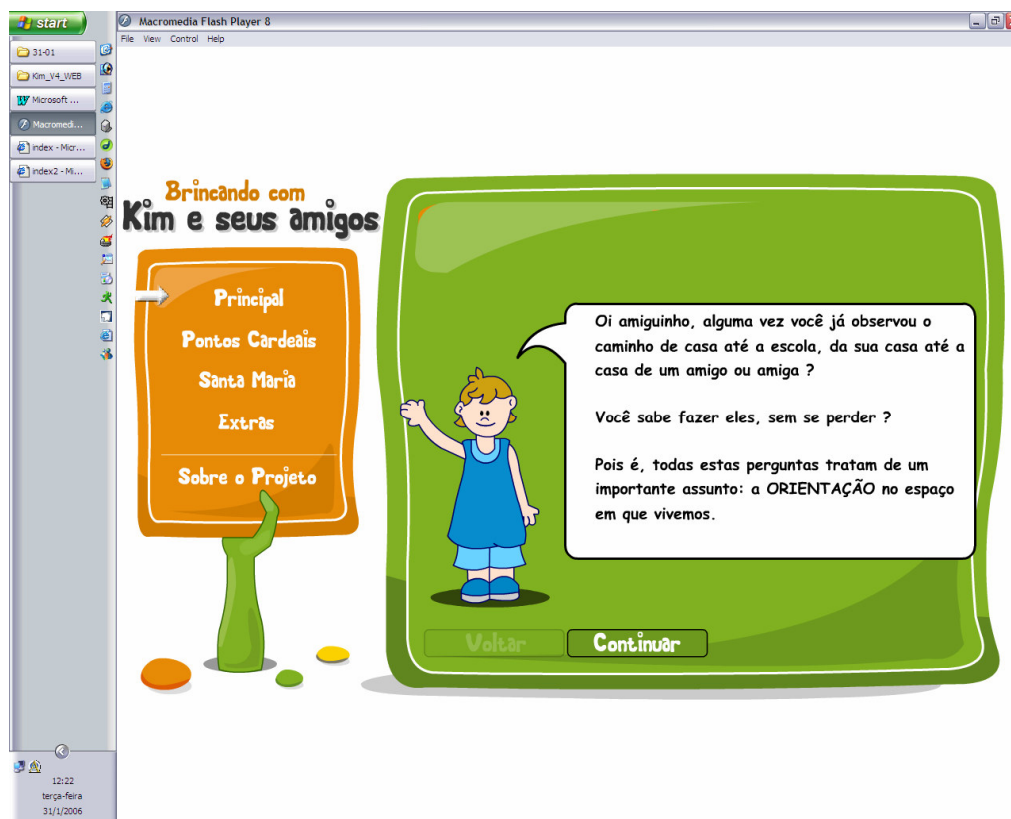 start
31-01
Kim_V4_WEB
Microsoft ...
Macromedi...
index - Micr...
index2 - Mi...
12:22
terça-feira
31/1/2006
Macromedia Flash Player 8
File View Control Help
Brincando com
Kim e seus amigos
Principal
Pontos Cardeais
Santa Maria
Extras
Sobre o Projeto
Oi amiguinho, alguma vez você já observou o
caminho de casa até a escola, da sua casa até a
casa de um amigo ou amiga ?
Você sabe fazer eles, sem se perder ?
Pois é, todas estas perguntas tratam de um
importante assunto: a ORIENTAÇÃO no espaço
em que vivemos.
Voltar
Continuar